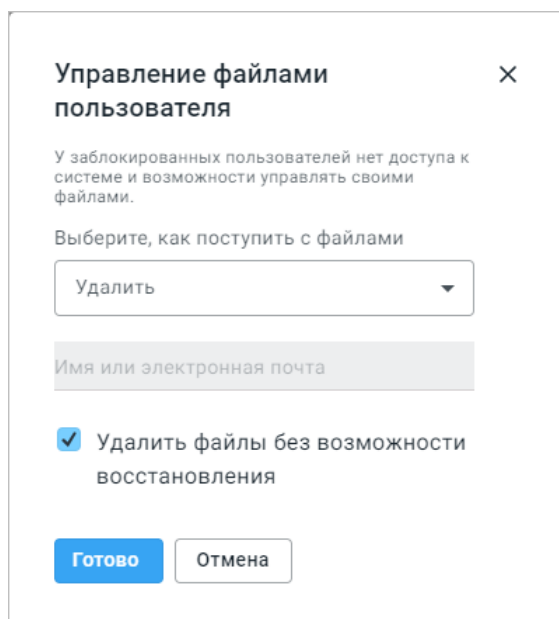 Управление файлами
пользователя
У заблокированных пользователей нет доступа к
системе и возможности управлять своими
файлами.
Выберите, как поступить с файлами
Удалить
Имя или электронная почта
Удалить файлы без возможности
восстановления
Готово
Отмена